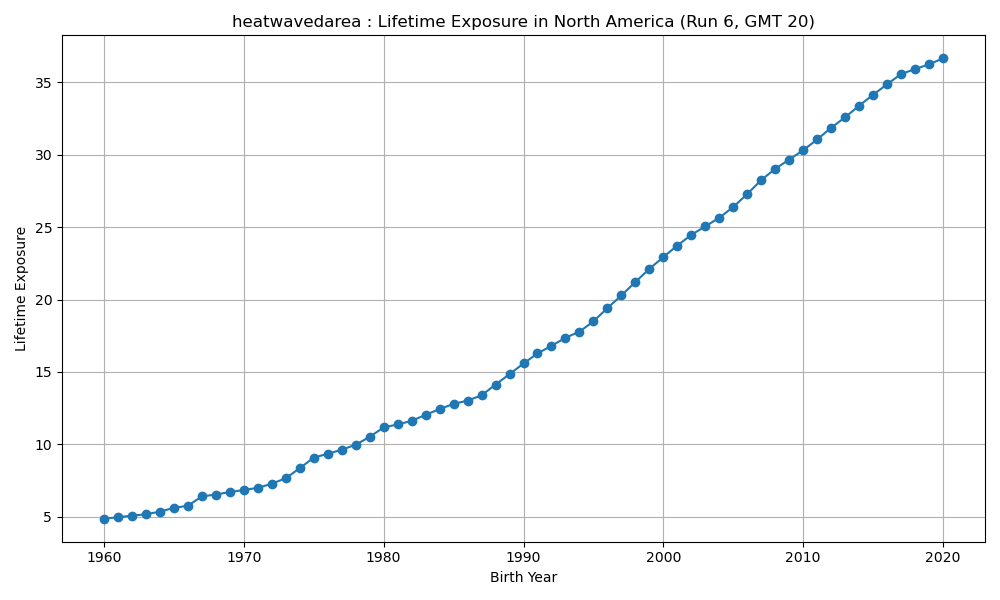 heatwavedarea : Lifetime Exposure in North America (Run 6, GMT 20)
35
30
25
20
15
10
5
Lifetime Exposure
1960 1970 1980 1990 2000 2010 2020
Birth Year